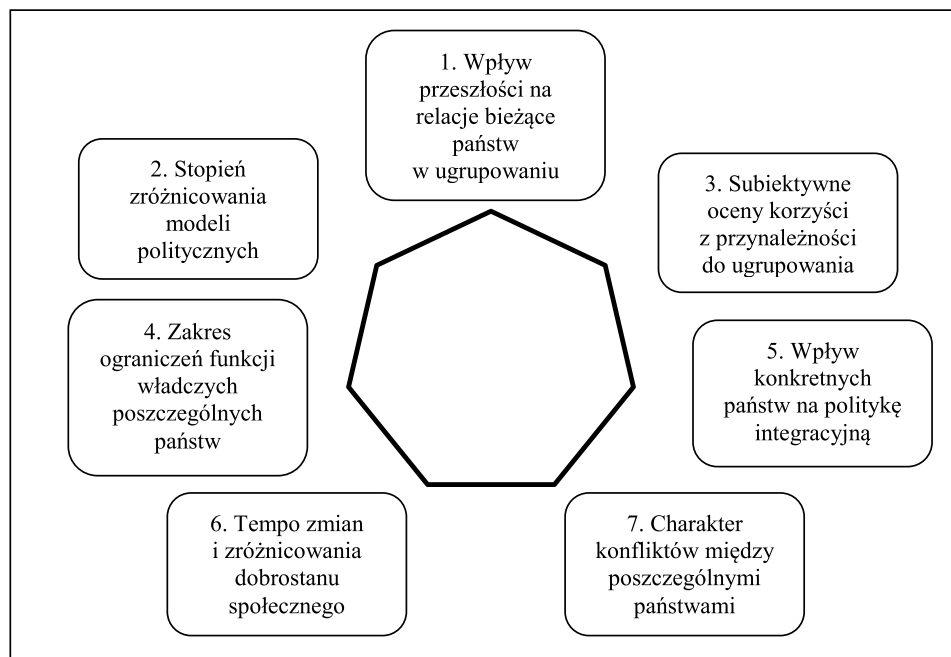 1. Wpływ
przeszłości na
relacje bieżące
państw
w ugrupowaniu
2. Stopień
zróżnicowania
modeli
politycznych
3. Subiektywne
oceny korzyści
z przynależności
do ugrupowania
4. Zakres
ograniczeń funkcji
władczych
poszczególnych
państw
5. Wpływ
konkretnych
państw na politykę
integracyjną
6. Tempo zmian
i zróżnicowania
dobrostanu
społecznego
7. Charakter
konfliktów między
poszczególnymi
państwami